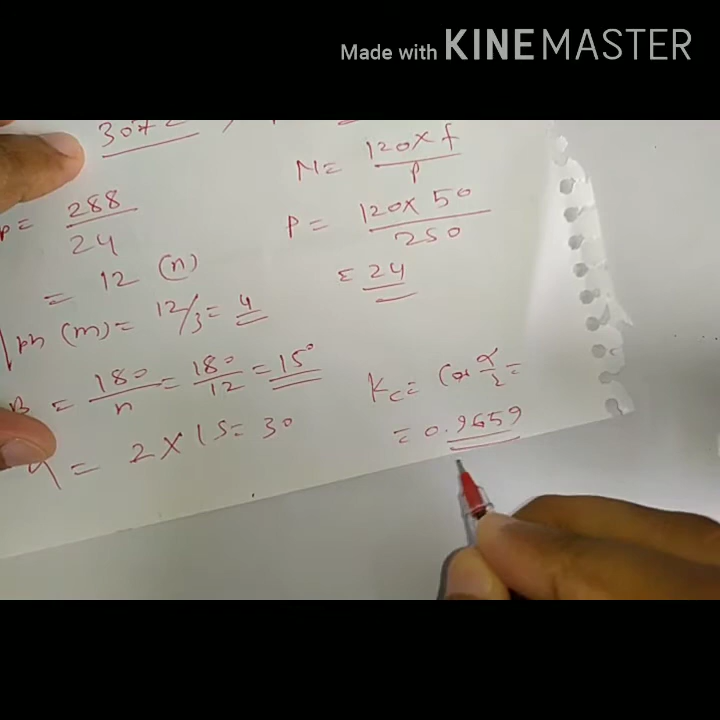 Made with KINEMASTER
N = 120 × f / P
P = 288 / 24
P = 120 × 50 / 250
= 12 (n)
= 24
/ph (m) = 12/3 = 4
B = 180/n = 180/12 = 15°
Kc = Cos α/2 =
= 0.9659
= 2 × 15 = 30